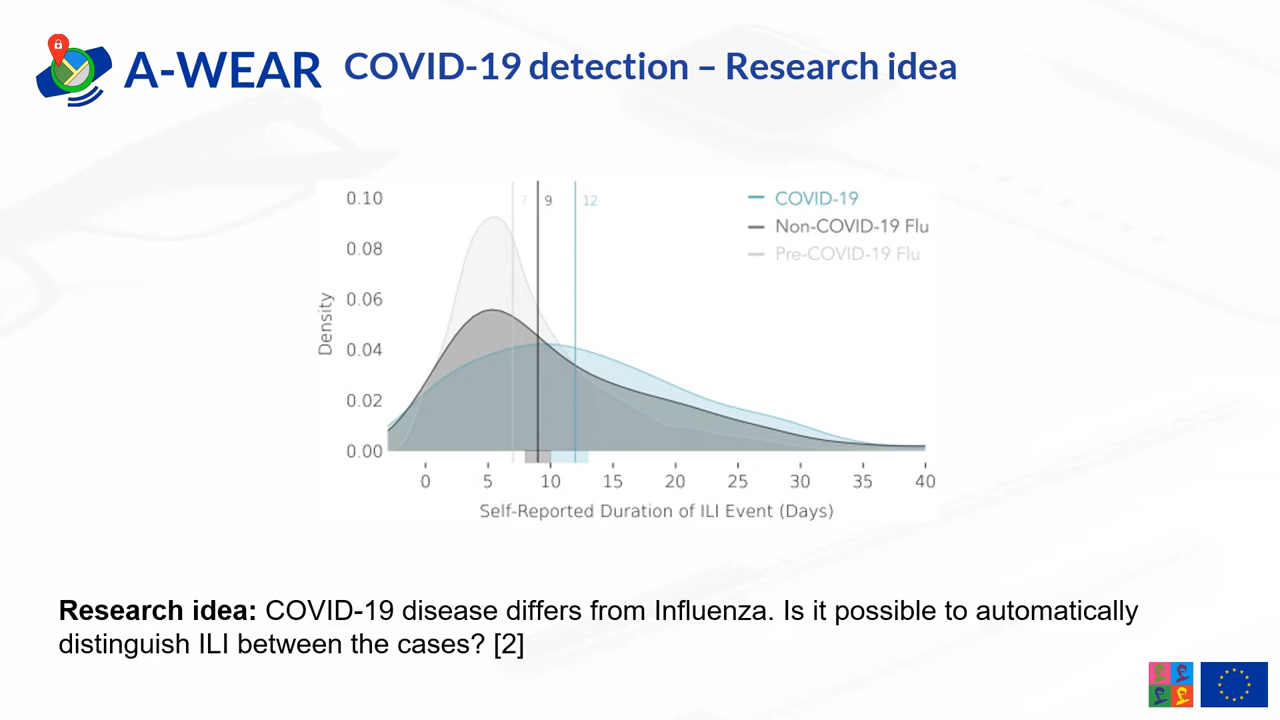 A-WEAR
COVID-19 detection – Research idea
0.10
0.08
0.06
0.04
0.02
0.00
Density
7
9
12
COVID-19
Non-COVID-19 Flu
Pre-COVID-19 Flu
0 5 10 15 20 25 30 35 40
Self-Reported Duration of ILI Event (Days)
Research idea: COVID-19 disease differs from Influenza. Is it possible to automatically
distinguish ILI between the cases? [2]